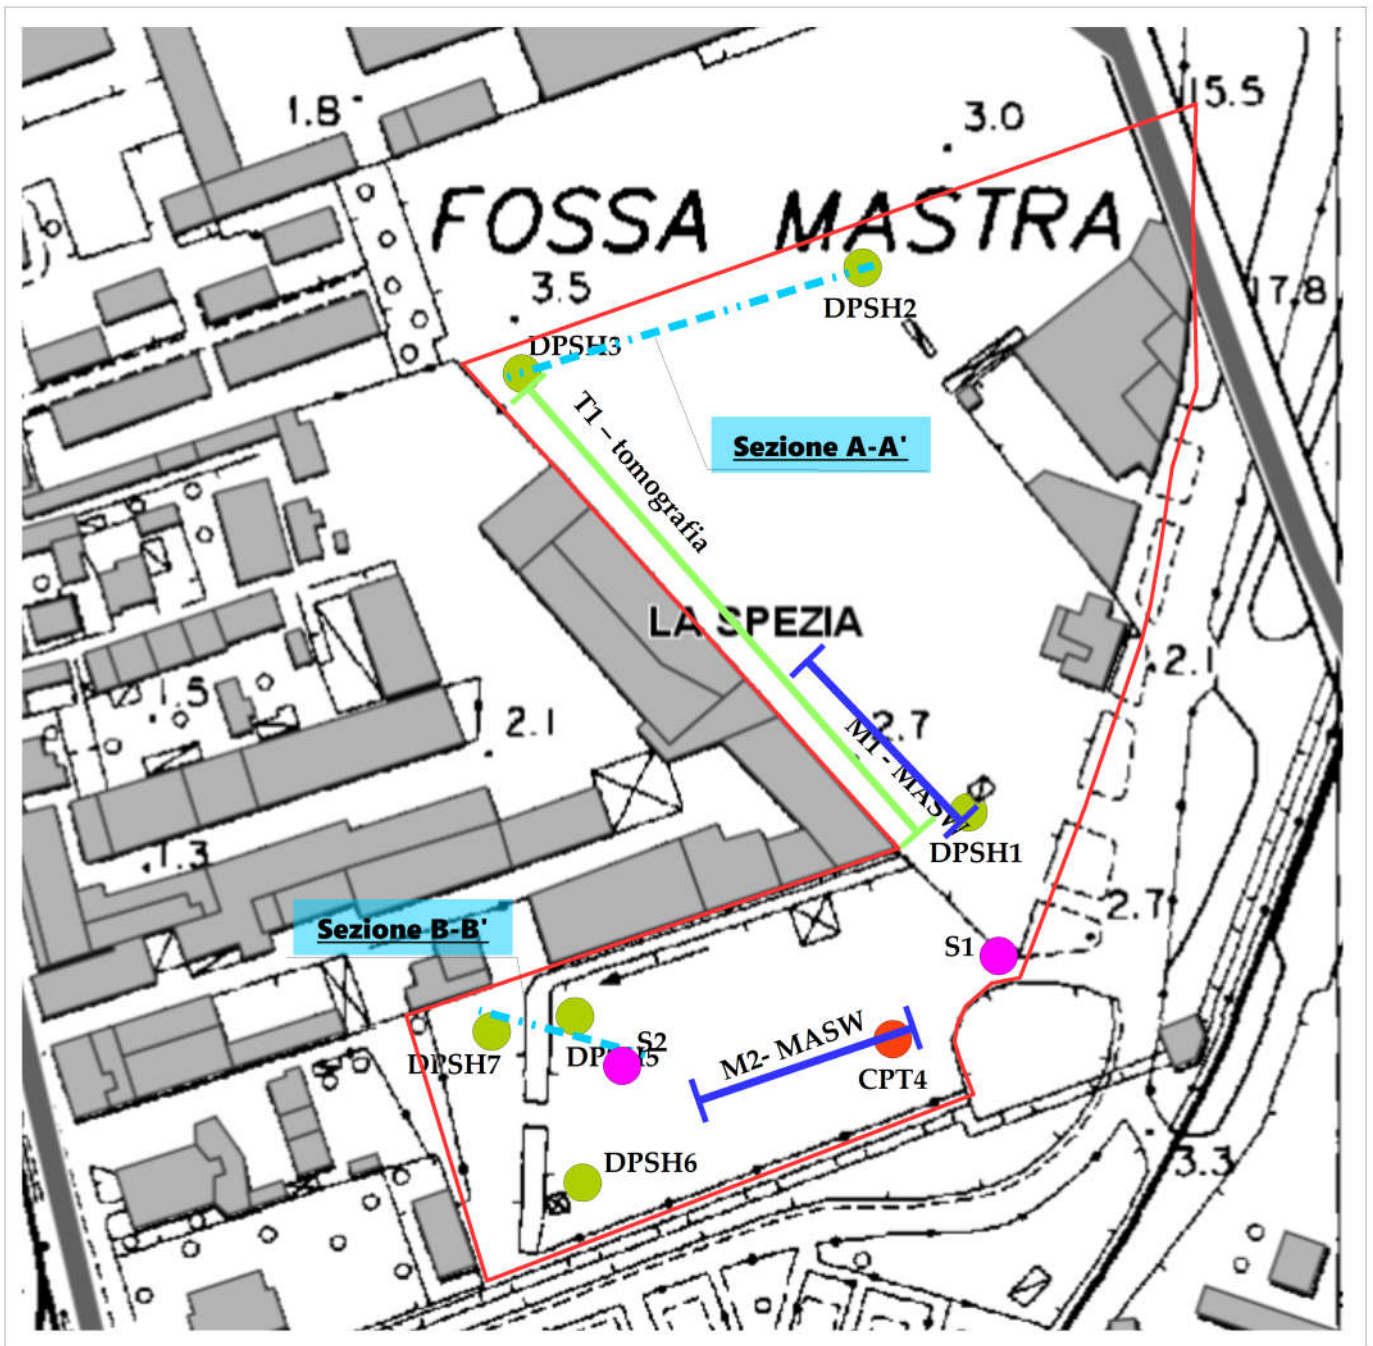 15.5
1.8
3.0
FOSSA MASTRA
3.5
17.8
DPSH2
DPSH3
Sezione A-A'
T1 – tomografia
LA SPEZIA
2.1
1.5
2.1
2.7
M1 - MASW
1.3
DPSH1
2.7
Sezione B-B'
S1
S2
DPSH7
DPSH5
M2- MASW
CPT4
DPSH6
3.3